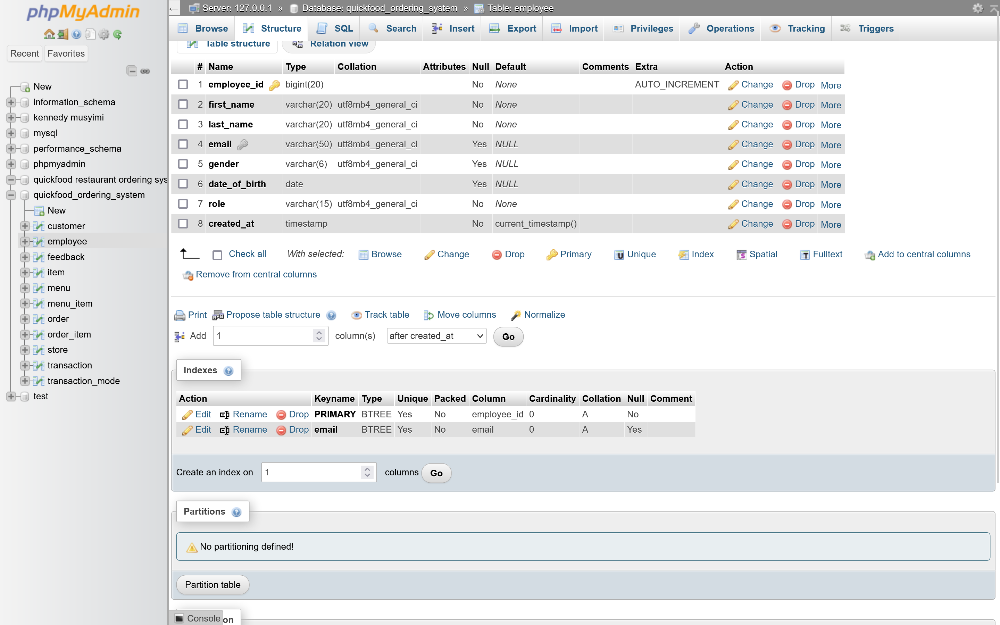 phpMyAdmin
Recent Favorites
New
information_schema
kennedy musyimi
mysql
performance_schema
phpmyadmin
quickfood restaurant ordering sys
quickfood_ordering_system
New
customer
employee
feedback
item
menu
menu_item
order
order_item
store
transaction
transaction_mode
test
← Server: 127.0.0.1 » Database: quickfood_ordering_system » Table: employee
Browse Structure SQL Search Insert Export Import Privileges Operations Tracking Triggers
Table structure Relation view
# Name Type Collation Attributes Null Default Comments Extra Action
1 employee_id bigint(20) No None AUTO_INCREMENT Change Drop More
2 first_name varchar(20) utf8mb4_general_ci No None Change Drop More
3 last_name varchar(20) utf8mb4_general_ci No None Change Drop More
4 email varchar(50) utf8mb4_general_ci Yes NULL Change Drop More
5 gender varchar(6) utf8mb4_general_ci Yes NULL Change Drop More
6 date_of_birth date Yes NULL Change Drop More
7 role varchar(15) utf8mb4_general_ci No None Change Drop More
8 created_at timestamp No current_timestamp() Change Drop More
Check all With selected: Browse Change Drop Primary Unique Index Spatial Fulltext Add to central columns
Remove from central columns
Print Propose table structure Track table Move columns Normalize
Add 1 column(s) after created_at Go
Indexes
Action Keyname Type Unique Packed Column Cardinality Collation Null Comment
Edit Rename Drop PRIMARY BTREE Yes No employee_id 0 A No
Edit Rename Drop email BTREE Yes No email 0 A Yes
Create an index on 1 columns Go
Partitions
No partitioning defined!
Partition table
Console on